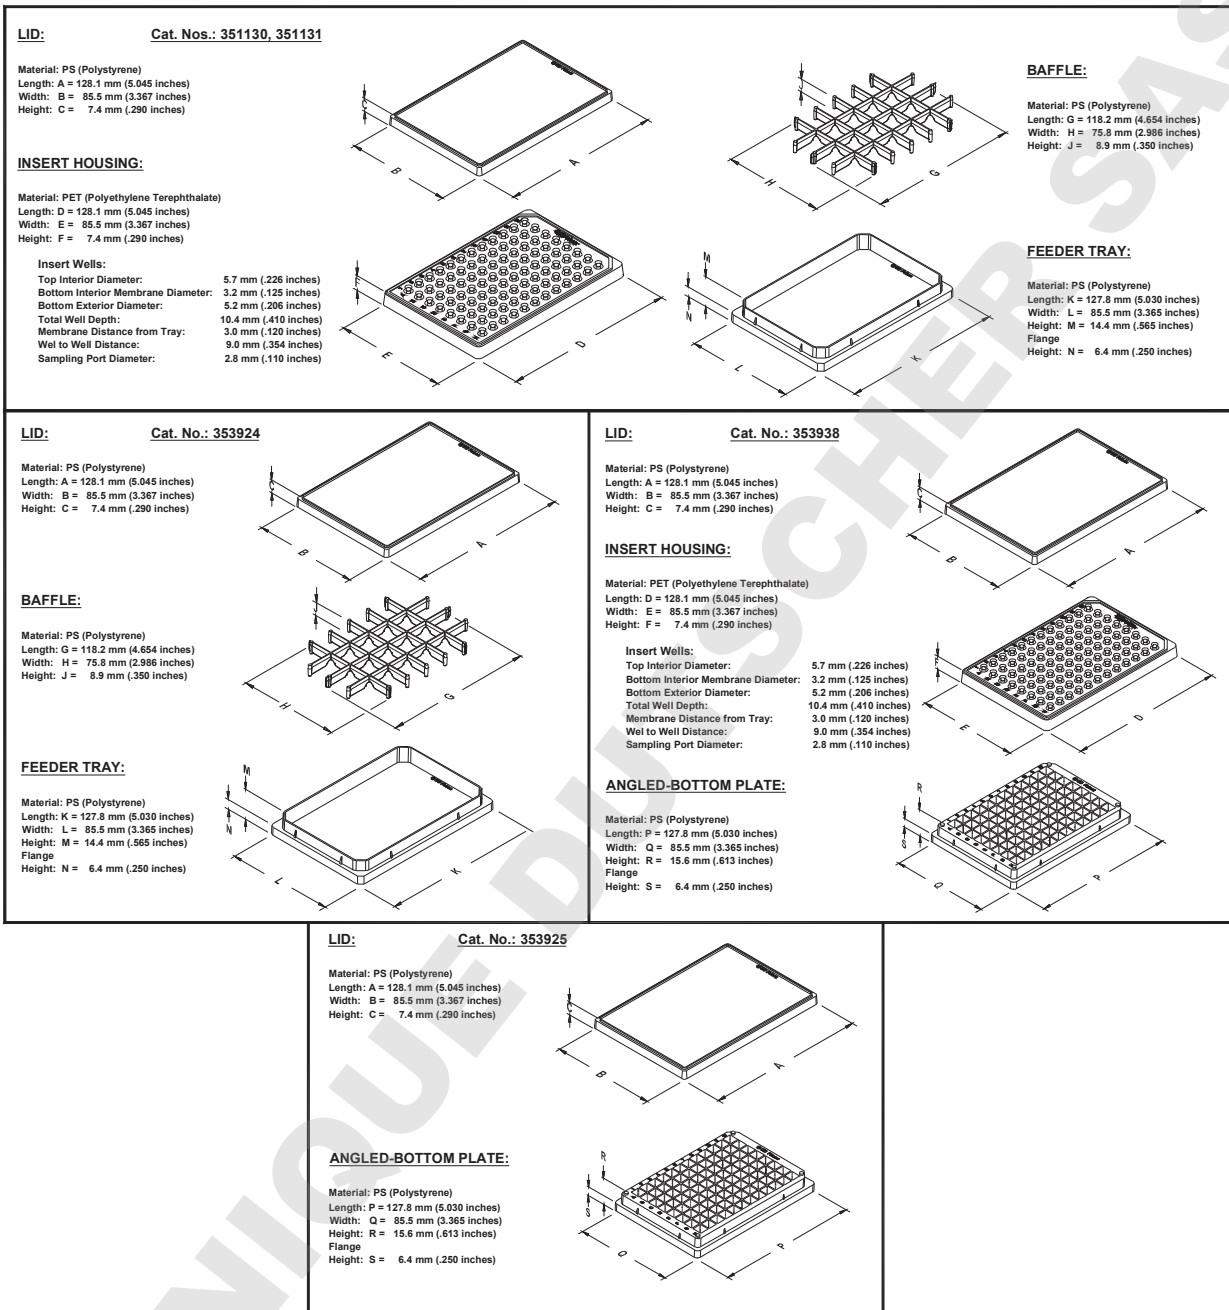 LID: Cat. Nos.: 351130, 351131
Material: PS (Polystyrene)
Length: A = 128.1 mm (5.045 inches)
Width: B = 85.5 mm (3.367 inches)
Height: C = 7.4 mm (.290 inches)
INSERT HOUSING:
Material: PET (Polyethylene Terephthalate)
Length: D = 128.1 mm (5.045 inches)
Width: E = 85.5 mm (3.367 inches)
Height: F = 7.4 mm (.290 inches)
Insert Wells:
Top Interior Diameter: 5.7 mm (.226 inches)
Bottom Interior Membrane Diameter: 3.2 mm (.125 inches)
Bottom Exterior Diameter: 5.2 mm (.206 inches)
Total Well Depth: 10.4 mm (.410 inches)
Membrane Distance from Tray: 3.0 mm (.120 inches)
Wel to Well Distance: 9.0 mm (.354 inches)
Sampling Port Diameter: 2.8 mm (.110 inches)
C
B
A
F
E
D
J
H
G
M
N
L
K
BAFFLE:
Material: PS (Polystyrene)
Length: G = 118.2 mm (4.654 inches)
Width: H = 75.8 mm (2.986 inches)
Height: J = 8.9 mm (.350 inches)
FEEDER TRAY:
Material: PS (Polystyrene)
Length: K = 127.8 mm (5.030 inches)
Width: L = 85.5 mm (3.365 inches)
Height: M = 14.4 mm (.565 inches)
Flange
Height: N = 6.4 mm (.250 inches)
LID: Cat. No.: 353924
Material: PS (Polystyrene)
Length: A = 128.1 mm (5.045 inches)
Width: B = 85.5 mm (3.367 inches)
Height: C = 7.4 mm (.290 inches)
C
B
A
BAFFLE:
Material: PS (Polystyrene)
Length: G = 118.2 mm (4.654 inches)
Width: H = 75.8 mm (2.986 inches)
Height: J = 8.9 mm (.350 inches)
J
H
G
FEEDER TRAY:
Material: PS (Polystyrene)
Length: K = 127.8 mm (5.030 inches)
Width: L = 85.5 mm (3.365 inches)
Height: M = 14.4 mm (.565 inches)
Flange
Height: N = 6.4 mm (.250 inches)
M
N
L
K
LID: Cat. No.: 353938
Material: PS (Polystyrene)
Length: A = 128.1 mm (5.045 inches)
Width: B = 85.5 mm (3.367 inches)
Height: C = 7.4 mm (.290 inches)
C
B
A
INSERT HOUSING:
Material: PET (Polyethylene Terephthalate)
Length: D = 128.1 mm (5.045 inches)
Width: E = 85.5 mm (3.367 inches)
Height: F = 7.4 mm (.290 inches)
Insert Wells:
Top Interior Diameter: 5.7 mm (.226 inches)
Bottom Interior Membrane Diameter: 3.2 mm (.125 inches)
Bottom Exterior Diameter: 5.2 mm (.206 inches)
Total Well Depth: 10.4 mm (.410 inches)
Membrane Distance from Tray: 3.0 mm (.120 inches)
Wel to Well Distance: 9.0 mm (.354 inches)
Sampling Port Diameter: 2.8 mm (.110 inches)
F
E
D
ANGLED-BOTTOM PLATE:
Material: PS (Polystyrene)
Length: P = 127.8 mm (5.030 inches)
Width: Q = 85.5 mm (3.365 inches)
Height: R = 15.6 mm (.613 inches)
Flange
Height: S = 6.4 mm (.250 inches)
R
S
Q
P
LID: Cat. No.: 353925
Material: PS (Polystyrene)
Length: A = 128.1 mm (5.045 inches)
Width: B = 85.5 mm (3.367 inches)
Height: C = 7.4 mm (.290 inches)
C
B
A
ANGLED-BOTTOM PLATE:
Material: PS (Polystyrene)
Length: P = 127.8 mm (5.030 inches)
Width: Q = 85.5 mm (3.365 inches)
Height: R = 15.6 mm (.613 inches)
Flange
Height: S = 6.4 mm (.250 inches)
R
S
Q
P
NIQUE DUTSCHER SAS